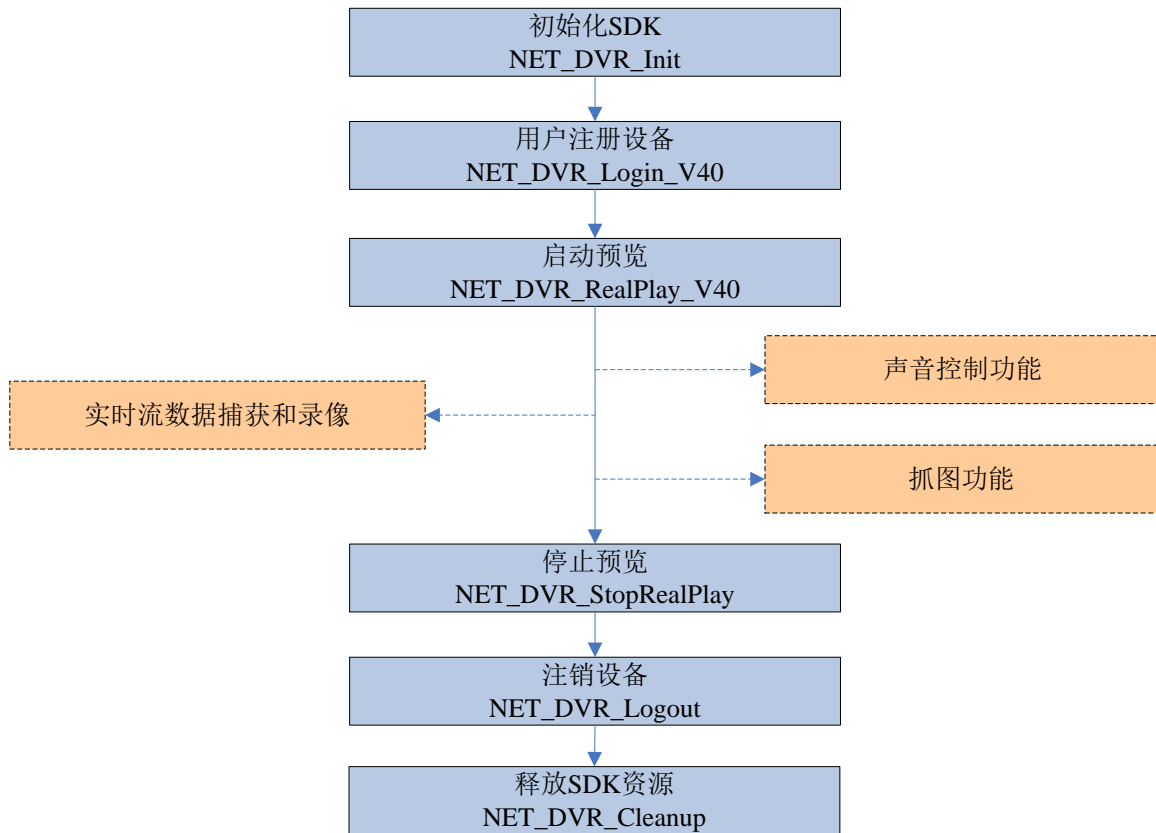 初始化SDK
NET_DVR_Init
用户注册设备
NET_DVR_Login_V40
启动预览
NET_DVR_RealPlay_V40
声音控制功能
实时流数据捕获和录像
抓图功能
停止预览
NET_DVR_StopRealPlay
注销设备
NET_DVR_Logout
释放SDK资源
NET_DVR_Cleanup